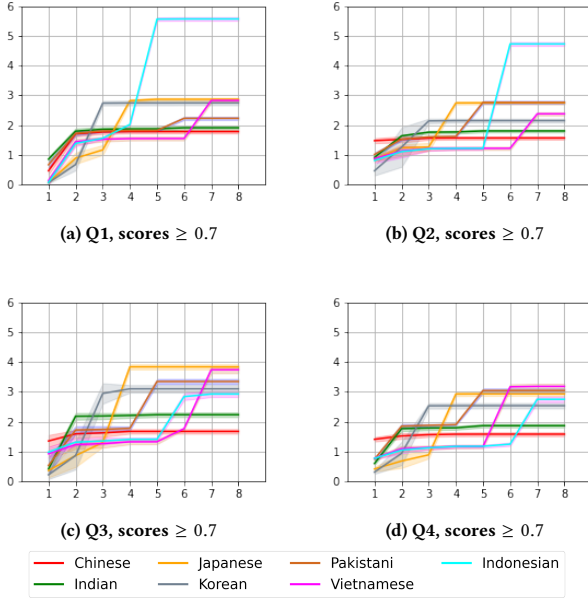 6
5
4
3
2
1
0
1 2 3 4 5 6 7 8
(a) Q1, scores ≥ 0.7
6
5
4
3
2
1
0
1 2 3 4 5 6 7 8
(b) Q2, scores ≥ 0.7
6
5
4
3
2
1
0
1 2 3 4 5 6 7 8
(c) Q3, scores ≥ 0.7
6
5
4
3
2
1
0
1 2 3 4 5 6 7 8
(d) Q4, scores ≥ 0.7
Chinese Japanese Pakistani Indonesian
Indian Korean Vietnamese